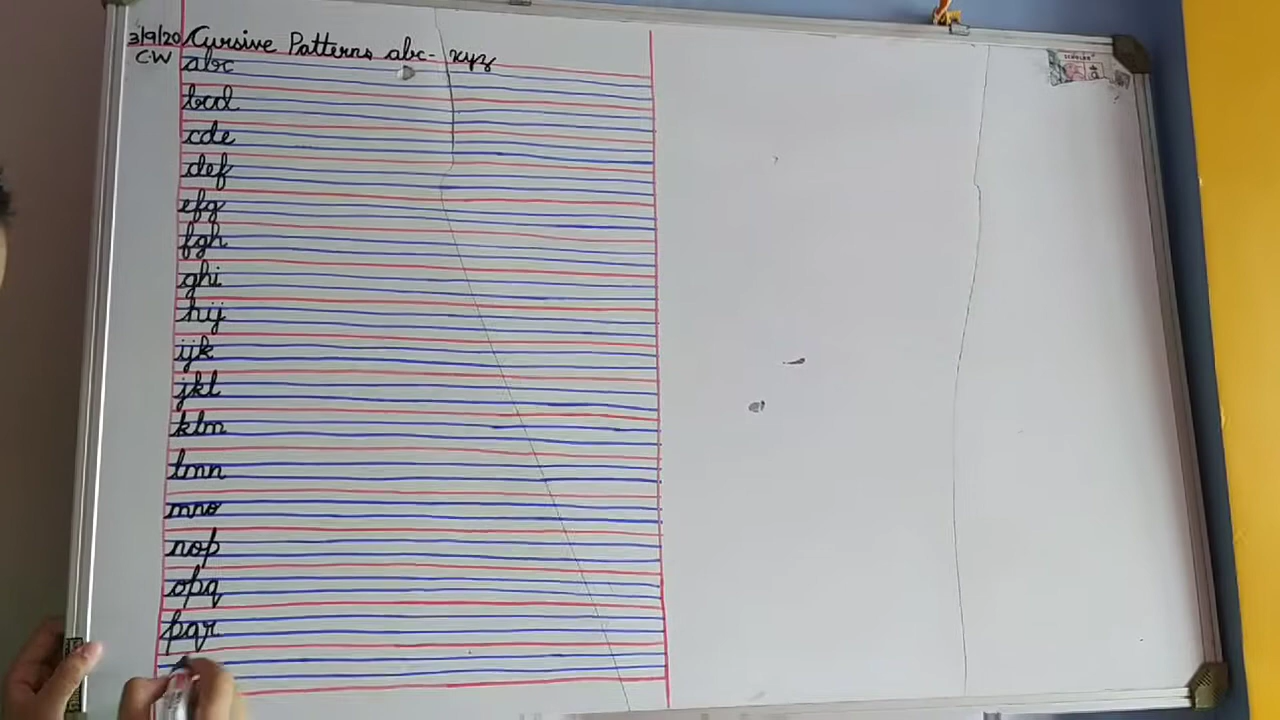 3/9/20 Cursive Patterns abc- xyz
C.W abc
bcd
cde
def
efg
fgh
ghi
hij
ijk
jkl
klm
lmn
mno
nop
opq
pqr